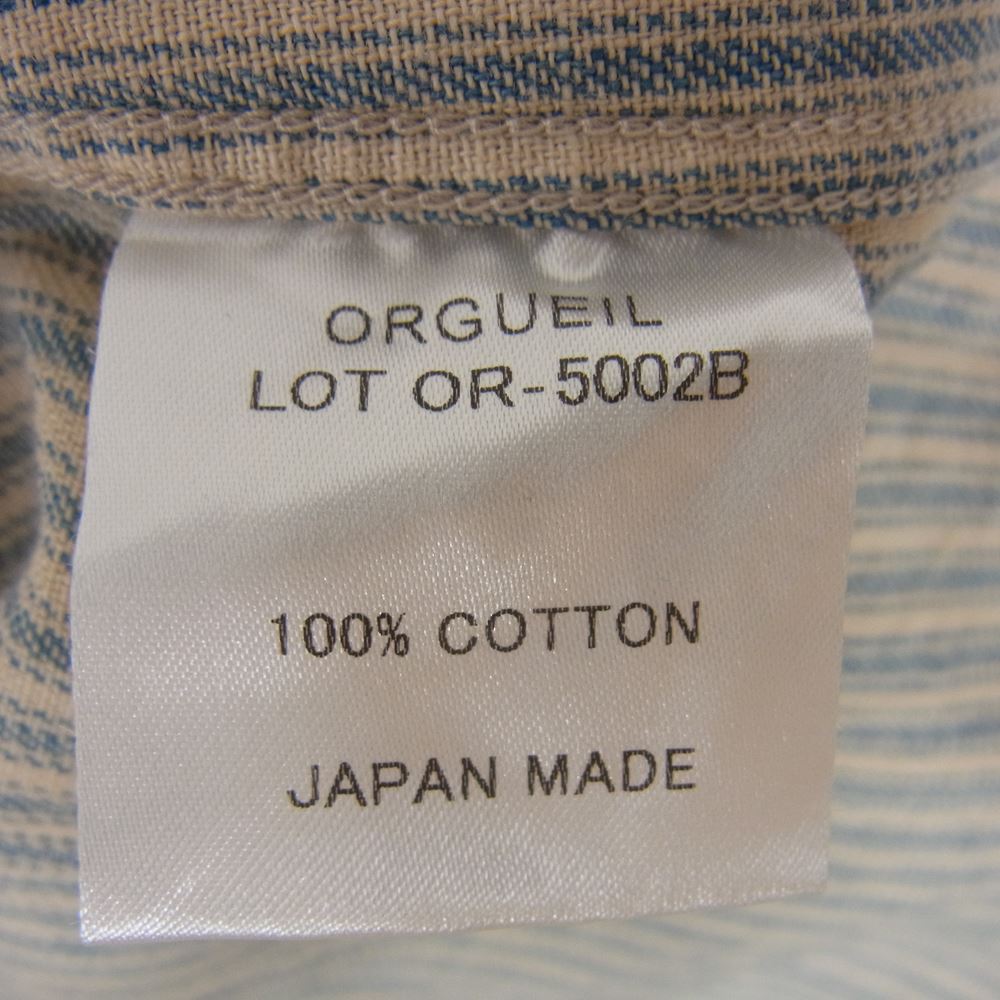 ORGUEIL
LOT OR-5002B
100% COTTON
JAPAN MADE